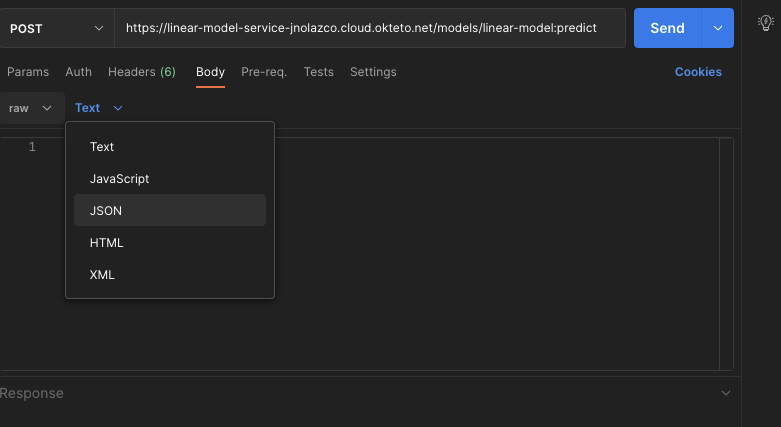 POST https://linear-model-service-jnolazco.cloud.okteto.net/models/linear-model:predict Send
Params Auth Headers (6) Body Pre-req. Tests Settings Cookies
raw Text
1
Text
JavaScript
JSON
HTML
XML
Response